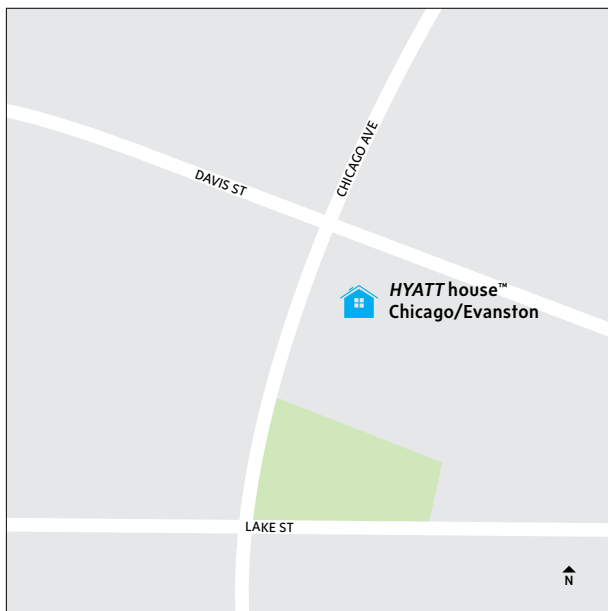 CHICAGO AVE
DAVIS ST
HYATT house™
Chicago/Evanston
LAKE ST
N